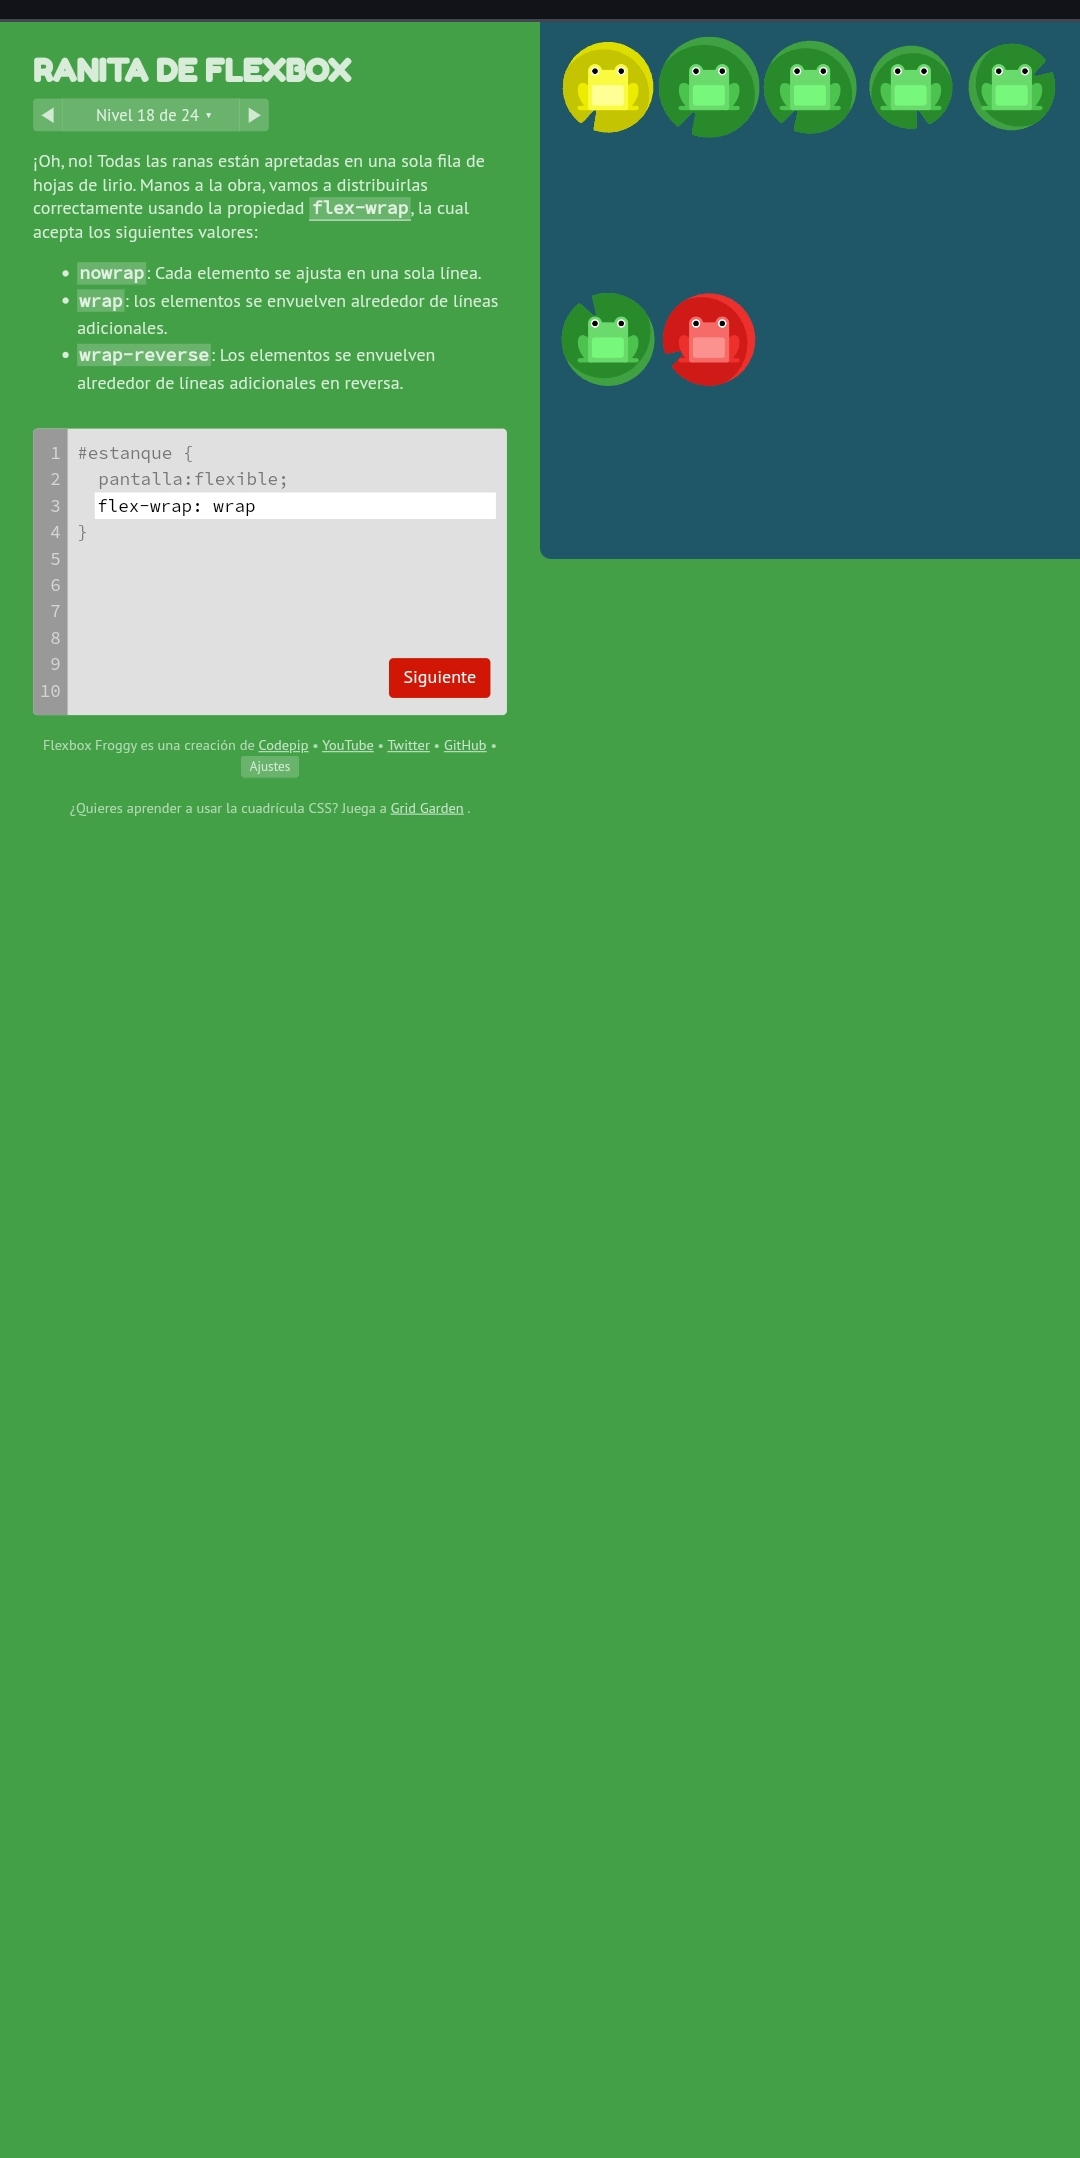 RANITA DE FLEXBOX
Nivel 18 de 24 ▾
¡Oh, no! Todas las ranas están apretadas en una sola fila de
hojas de lirio. Manos a la obra, vamos a distribuirlas
correctamente usando la propiedad flex-wrap, la cual
acepta los siguientes valores:
• nowrap: Cada elemento se ajusta en una sola línea.
• wrap: los elementos se envuelven alrededor de líneas
adicionales.
• wrap-reverse: Los elementos se envuelven
alrededor de líneas adicionales en reversa.
1 #estanque {
2 pantalla:flexible;
3 flex-wrap: wrap
4 }
5
6
7
8
9
10
Siguiente
Flexbox Froggy es una creación de Codepip • YouTube • Twitter • GitHub •
Ajustes
¿Quieres aprender a usar la cuadrícula CSS? Juega a Grid Garden .